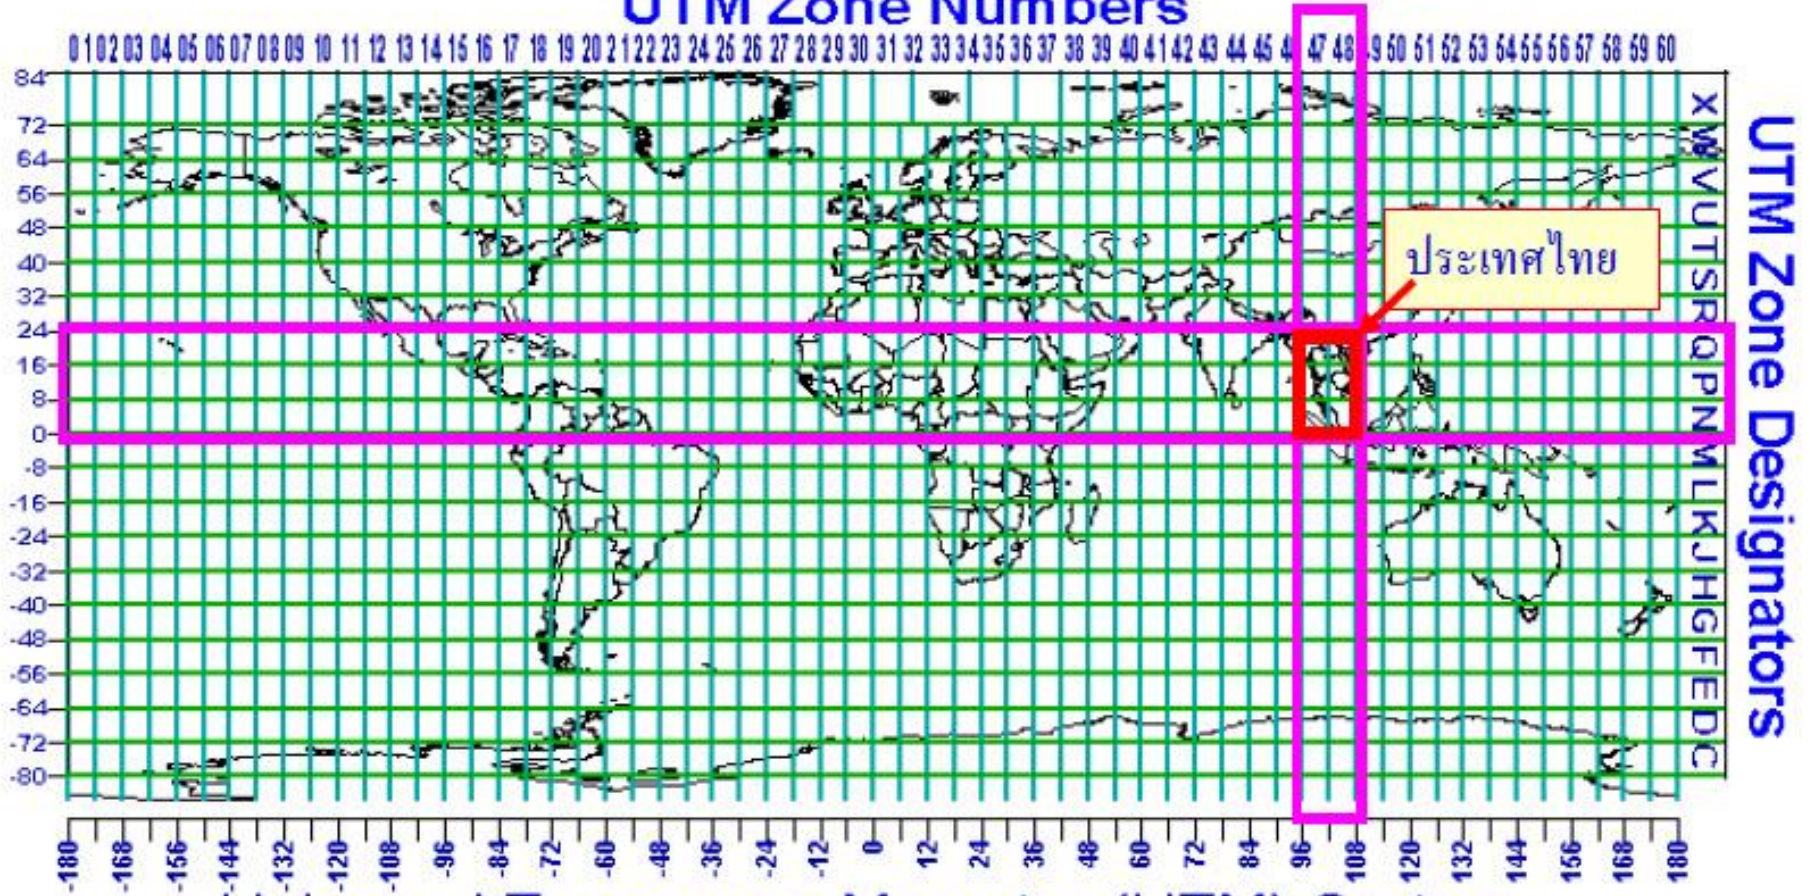 UTM Zone Numbers
01 02 03 04 05 06 07 08 09 10 11 12 13 14 15 16 17 18 19 20 21 22 23 24 25 26 27 28 29 30 31 32 33 34 35 36 37 38 39 40 41 42 43 44 45 4 47 48 49 50 51 52 53 54 55 56 57 58 59 60
84
72
64
56
48
40
32
24
16
8
0
-8
-16
-24
-32
-40
-48
-56
-64
-72
-80
ประเทศไทย
X
W
V
U
T
S
R
Q
P
N
M
L
K
J
H
G
F
E
D
C
UTM Zone Designators
-180 -168 -156 -144 -132 -120 -108 -96 -84 -72 -60 -48 -36 -24 -12 0 12 24 36 48 60 72 84 96 108 120 132 144 156 168 180